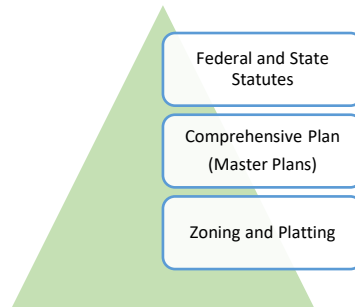 Federal and State
Statutes
Comprehensive Plan
(Master Plans)
Zoning and Platting